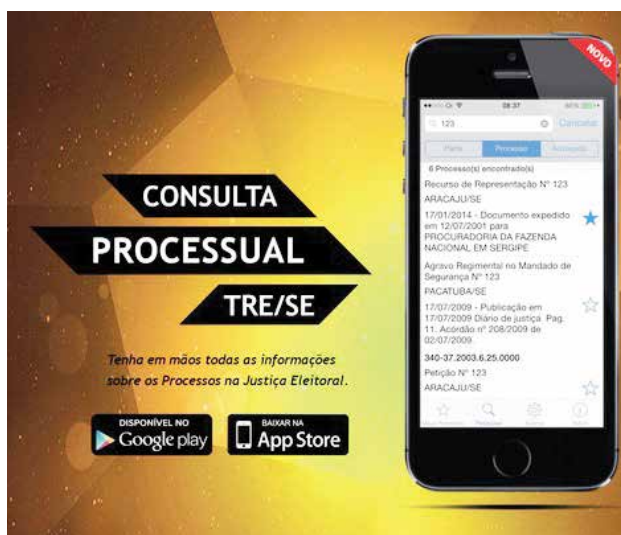 CONSULTA
PROCESSUAL
TRE/SE
Tenha em mãos todas as informações
sobre os Processos na Justiça Eleitoral.
DISPONÍVEL NO
Google play
BAIXAR NA
App Store
NOVO
08:37
123
Cancelar
Parte
Processo
6 Processo(s) encontrado(s)
Recurso de Representação Nº 123
ARACAJU/SE
17/01/2014 - Documento expedido
em 12/07/2001 para
PROCURADORIA DA FAZENDA
NACIONAL EM SERGIPE
Agravo Regimental no Mandado de
Segurança Nº 123
PACATUBA/SE
17/07/2009 - Publicação em
17/07/2009 Diário de justiça Pag.
11. Acórdão nº 208/2009 de
02/07/2009.
340-37.2003.6.25.0000
Petição Nº 123
ARACAJU/SE